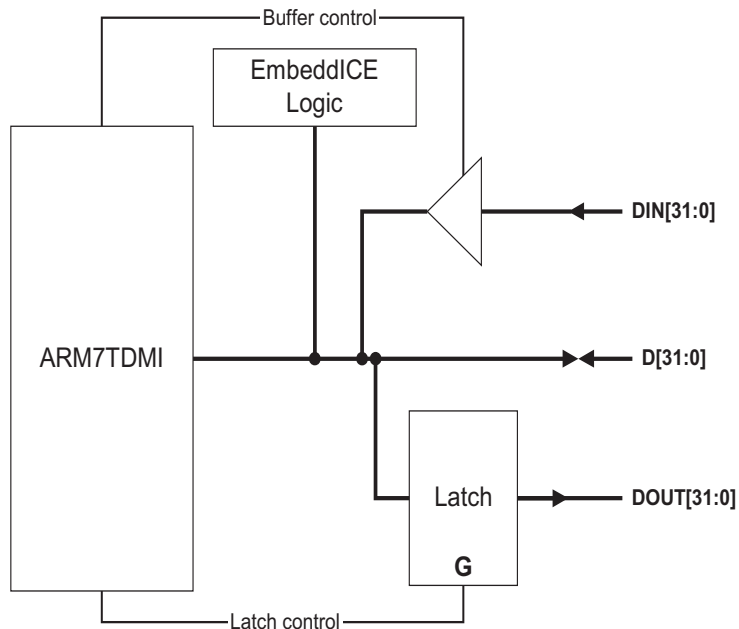 Buffer control
EmbeddICE
Logic
DIN[31:0]
ARM7TDMI
D[31:0]
Latch
DOUT[31:0]
G
Latch control